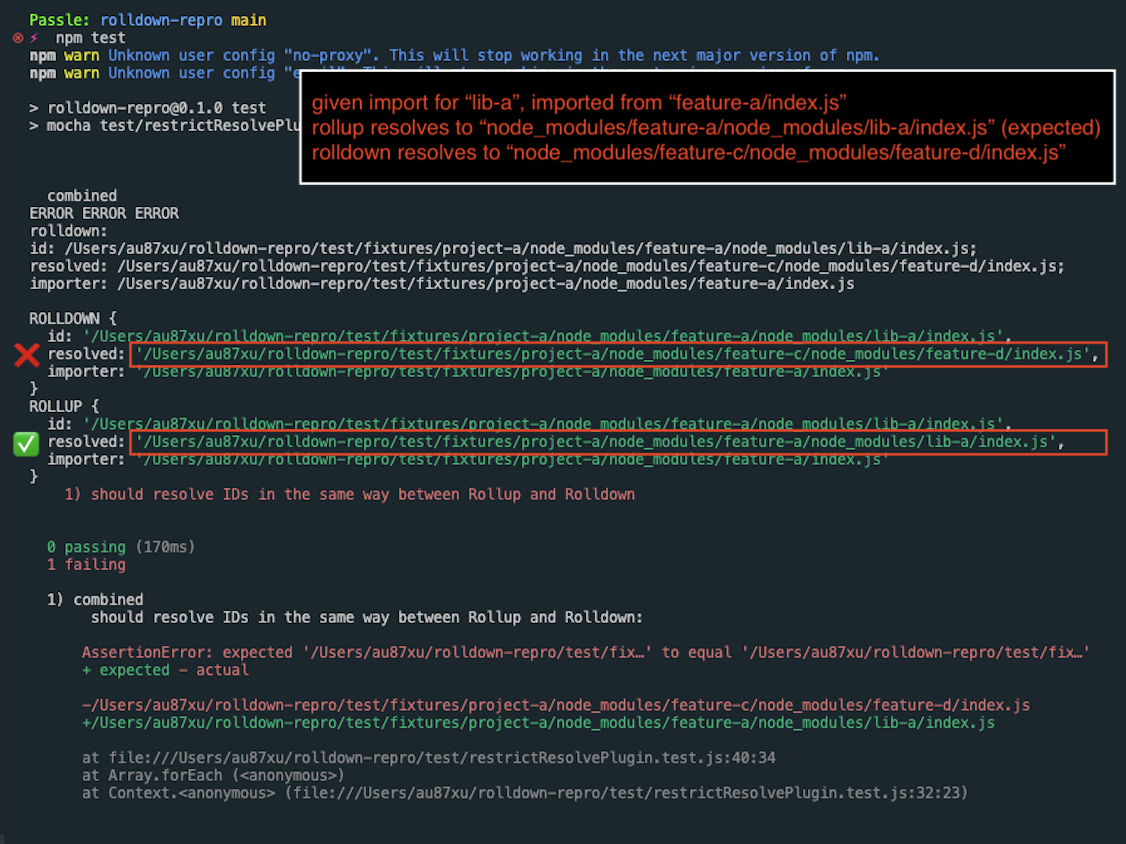 Passle: rolldown-repro main
npm test
npm warn Unknown user config "no-proxy". This will stop working in the next major version of npm.
npm warn Unknown user config
given import for “lib-a”, imported from “feature-a/index.js”
rollup resolves to “node_modules/feature-a/node_modules/lib-a/index.js” (expected)
rolldown resolves to “node_modules/feature-c/node_modules/feature-d/index.js”
> rolldown-repro@0.1.0 test
> mocha test/restrictResolvePlu
combined
ERROR ERROR ERROR
rolldown:
id: /Users/au87xu/rolldown-repro/test/fixtures/project-a/node_modules/feature-a/node_modules/lib-a/index.js;
resolved: /Users/au87xu/rolldown-repro/test/fixtures/project-a/node_modules/feature-c/node_modules/feature-d/index.js;
importer: /Users/au87xu/rolldown-repro/test/fixtures/project-a/node_modules/feature-a/index.js
ROLLDOWN {
id: '/Users/au87xu/rolldown-repro/test/fixtures/project-a/node_modules/feature-a/node_modules/lib-a/index.js',
resolved: '/Users/au87xu/rolldown-repro/test/fixtures/project-a/node_modules/feature-c/node_modules/feature-d/index.js',
importer: '/Users/au87xu/rolldown-repro/test/fixtures/project-a/node_modules/feature-a/index.js'
}
ROLLUP {
id: '/Users/au87xu/rolldown-repro/test/fixtures/project-a/node_modules/feature-a/node_modules/lib-a/index.js',
resolved: '/Users/au87xu/rolldown-repro/test/fixtures/project-a/node_modules/feature-a/node_modules/lib-a/index.js',
importer: '/Users/au87xu/rolldown-repro/test/fixtures/project-a/node_modules/feature-a/index.js'
}
1) should resolve IDs in the same way between Rollup and Rolldown
0 passing (170ms)
1 failing
1) combined
should resolve IDs in the same way between Rollup and Rolldown:
AssertionError: expected '/Users/au87xu/rolldown-repro/test/fix…' to equal '/Users/au87xu/rolldown-repro/test/fix…'
+ expected - actual
-/Users/au87xu/rolldown-repro/test/fixtures/project-a/node_modules/feature-c/node_modules/feature-d/index.js
+/Users/au87xu/rolldown-repro/test/fixtures/project-a/node_modules/feature-a/node_modules/lib-a/index.js
at file:///Users/au87xu/rolldown-repro/test/restrictResolvePlugin.test.js:40:34
at Array.forEach (<anonymous>)
at Context.<anonymous> (file:///Users/au87xu/rolldown-repro/test/restrictResolvePlugin.test.js:32:23)